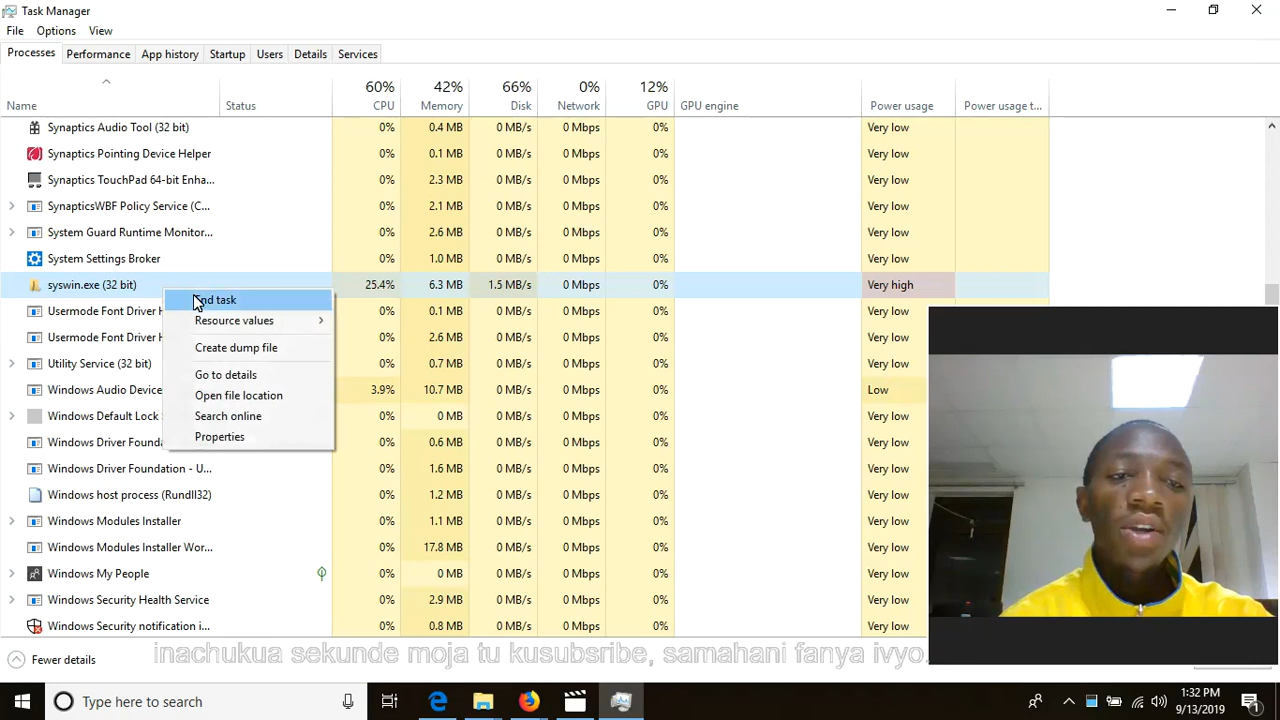 Task Manager
File Options View
Processes Performance App history Startup Users Details Services
60% 42% 66% 0% 12%
Name Status CPU Memory Disk Network GPU GPU engine Power usage Power usage t...
Synaptics Audio Tool (32 bit) 0% 0.4 MB 0 MB/s 0 Mbps 0% Very low
Synaptics Pointing Device Helper 0% 0.1 MB 0 MB/s 0 Mbps 0% Very low
Synaptics TouchPad 64-bit Enha... 0% 2.3 MB 0 MB/s 0 Mbps 0% Very low
SynapticsWBF Policy Service (C... 0% 2.1 MB 0 MB/s 0 Mbps 0% Very low
System Guard Runtime Monitor... 0% 2.6 MB 0 MB/s 0 Mbps 0% Very low
System Settings Broker 0% 1.0 MB 0 MB/s 0 Mbps 0% Very low
syswin.exe (32 bit) 25.4% 6.3 MB 1.5 MB/s 0 Mbps 0% Very high
task
Usermode Font Driver 0% 0.1 MB 0 MB/s 0 Mbps 0% Very low
Resource values
Usermode Font Driver 0% 2.6 MB 0 MB/s 0 Mbps 0% Very low
Create dump file
Utility Service (32 bit) 0% 0.7 MB 0 MB/s 0 Mbps 0% Very low
Go to details
Windows Audio Device 3.9% 10.7 MB 0 MB/s 0 Mbps 0% Low
Open file location
Windows Default Lock 0% 0 MB 0 MB/s 0 Mbps 0% Very low
Search online
Windows Driver Founda 0% 0.6 MB 0 MB/s 0 Mbps 0% Very low
Properties
Windows Driver Foundation - U... 0% 1.6 MB 0 MB/s 0 Mbps 0% Very low
Windows host process (Rundll32) 0% 1.2 MB 0 MB/s 0 Mbps 0% Very low
Windows Modules Installer 0% 1.1 MB 0 MB/s 0 Mbps 0% Very low
Windows Modules Installer Wor... 0% 17.8 MB 0 MB/s 0 Mbps 0% Very low
Windows My People 0% 0 MB 0 MB/s 0 Mbps 0% Very low
Windows Security Health Service 0% 2.9 MB 0 MB/s 0 Mbps 0% Very low
Windows Security notification i... 0% 0.8 MB 0 MB/s 0 Mbps 0% Very low
Fewer details
inachukua sekunde moja tu kusubsribe, samahani fanya ivyo.
Type here to search
1:32 PM
9/13/2019
1